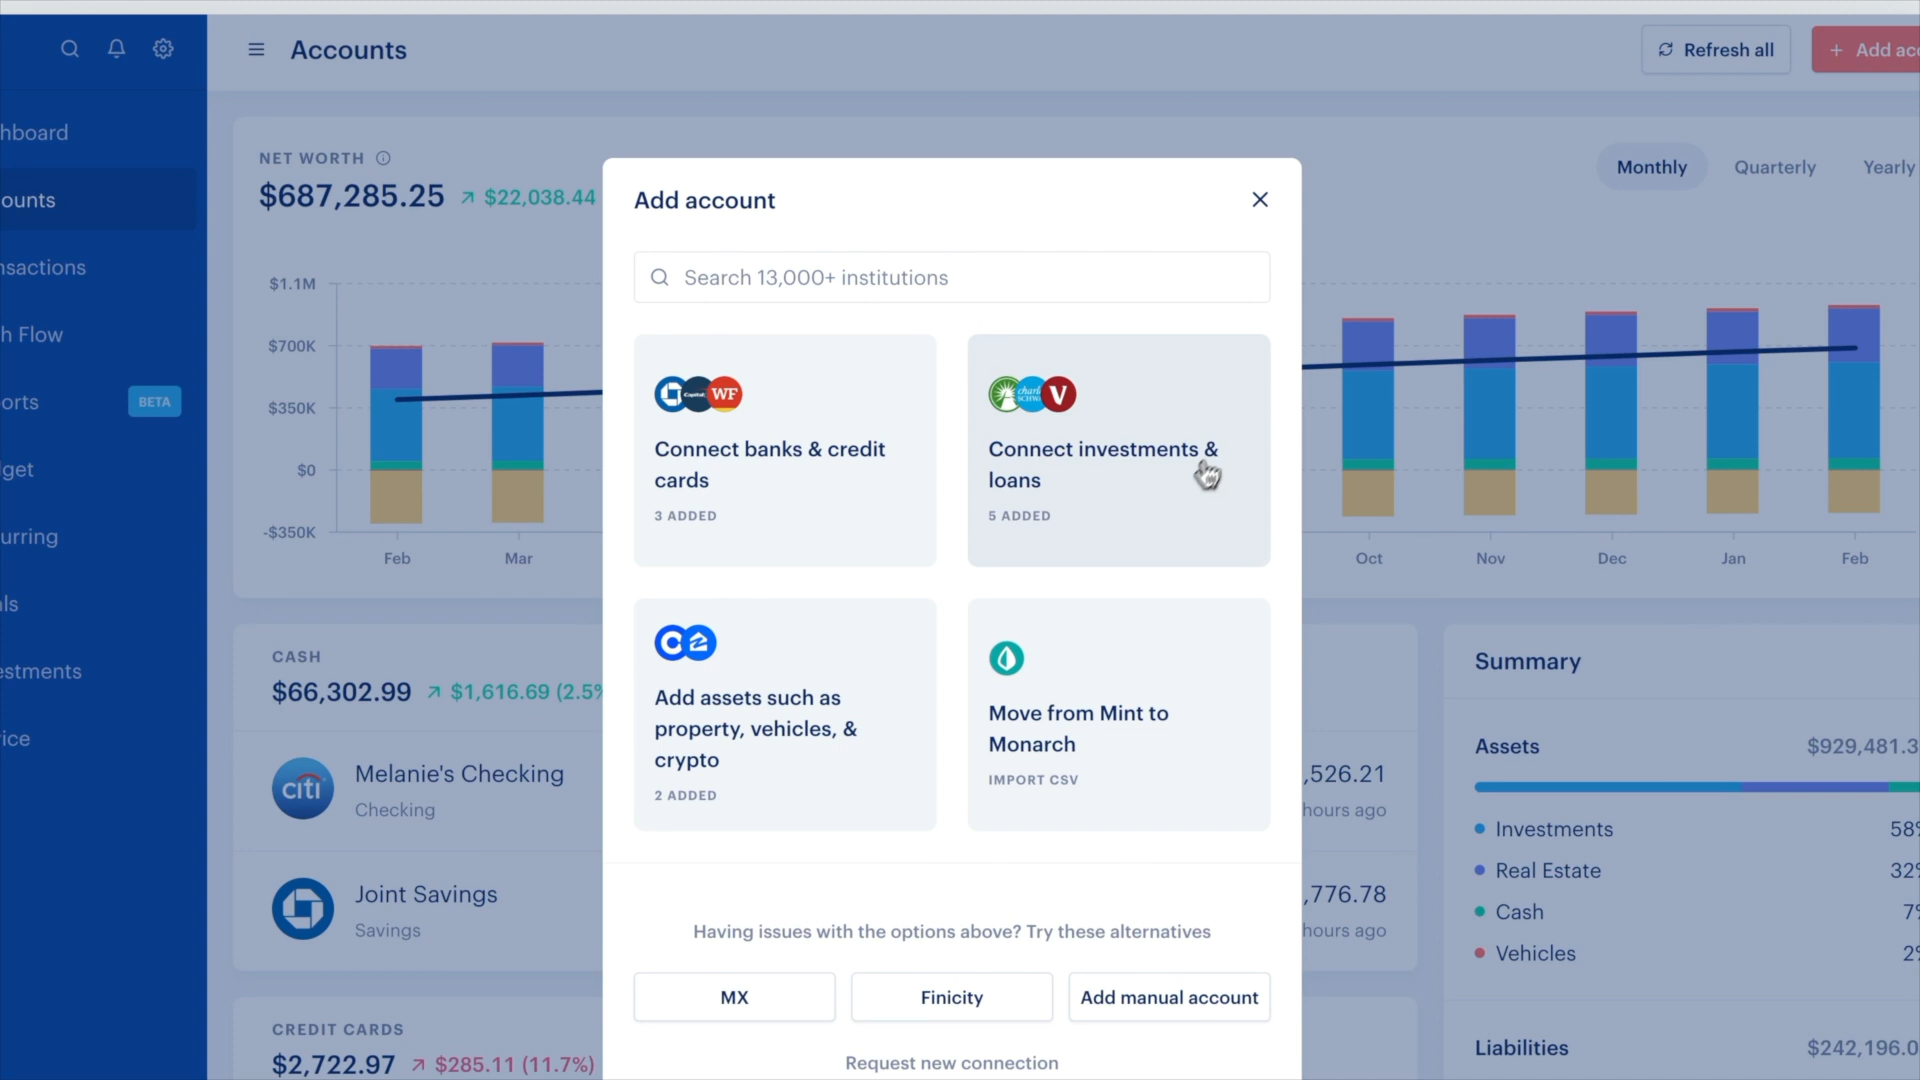 Accounts
Refresh all
+ Add acc
hboard
ounts
nsactions
h Flow
orts
BETA
get
urring
ls
estments
ice
NET WORTH
$687,285.25
$22,038.44
Monthly
Quarterly
Yearly
$1.1M
$700K
$350K
$0
-$350K
Feb
Mar
Oct
Nov
Dec
Jan
Feb
Add account
Search 13,000+ institutions
Capital
WF
Connect banks & credit
cards
3 ADDED
charles
SCHWAB
V
Connect investments &
loans
5 ADDED
Add assets such as
property, vehicles, &
crypto
2 ADDED
Move from Mint to
Monarch
IMPORT CSV
Having issues with the options above? Try these alternatives
MX
Finicity
Add manual account
Request new connection
CASH
$66,302.99
$1,616.69 (2.5%
citi
Melanie's Checking
Checking
,526.21
hours ago
Joint Savings
Savings
,776.78
hours ago
CREDIT CARDS
$2,722.97
$285.11 (11.7%)
Summary
Assets
$929,481.3
Investments
58%
Real Estate
32%
Cash
7%
Vehicles
2%
Liabilities
$242,196.0